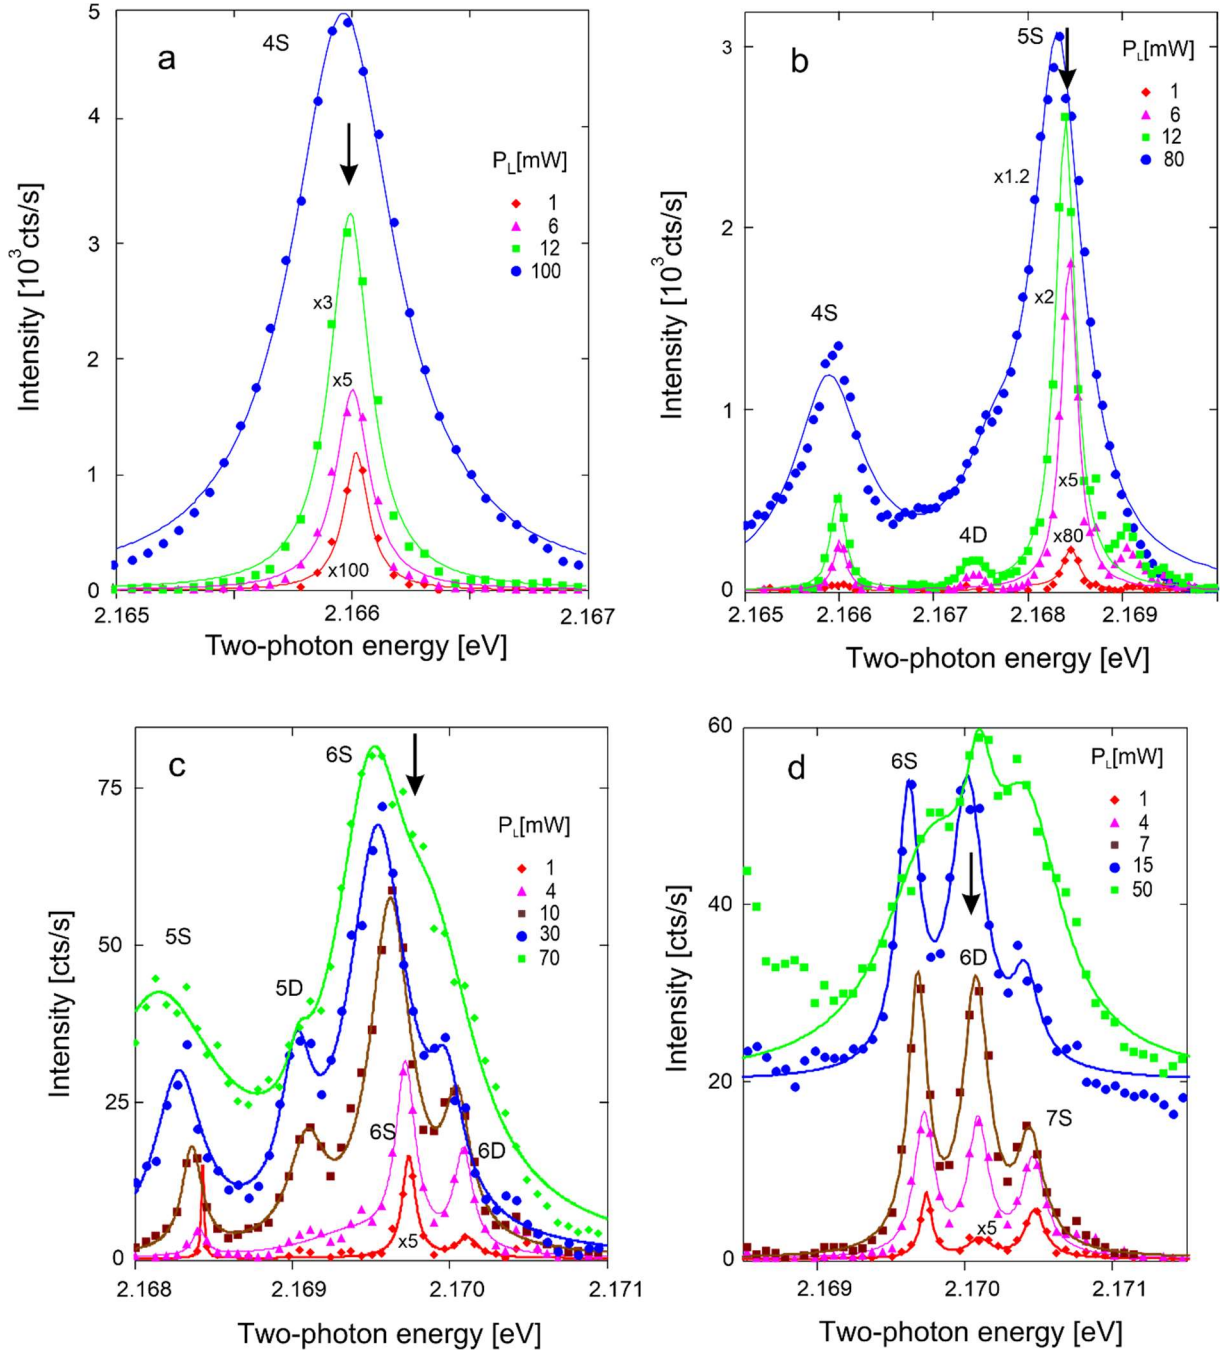 a
4S
P_L[mW]
1
6
12
100
x3
x5
x100
5
4
3
2
1
0
2.165
2.166
2.167
Intensity [10³cts/s]
Two-photon energy [eV]
b
5S
P_L[mW]
1
6
12
80
x1.2
x2
4S
x5
4D
x80
3
2
1
0
2.165
2.166
2.167
2.168
2.169
Intensity [10³cts/s]
Two-photon energy [eV]
c
6S
P_L[mW]
1
4
10
30
70
5S
5D
6S
6D
x5
75
50
25
0
2.168
2.169
2.170
2.171
Intensity [cts/s]
Two-photon energy [eV]
d
6S
P_L[mW]
1
4
7
15
50
6D
7S
x5
60
40
20
0
2.169
2.170
2.171
Intensity [cts/s]
Two-photon energy [eV]